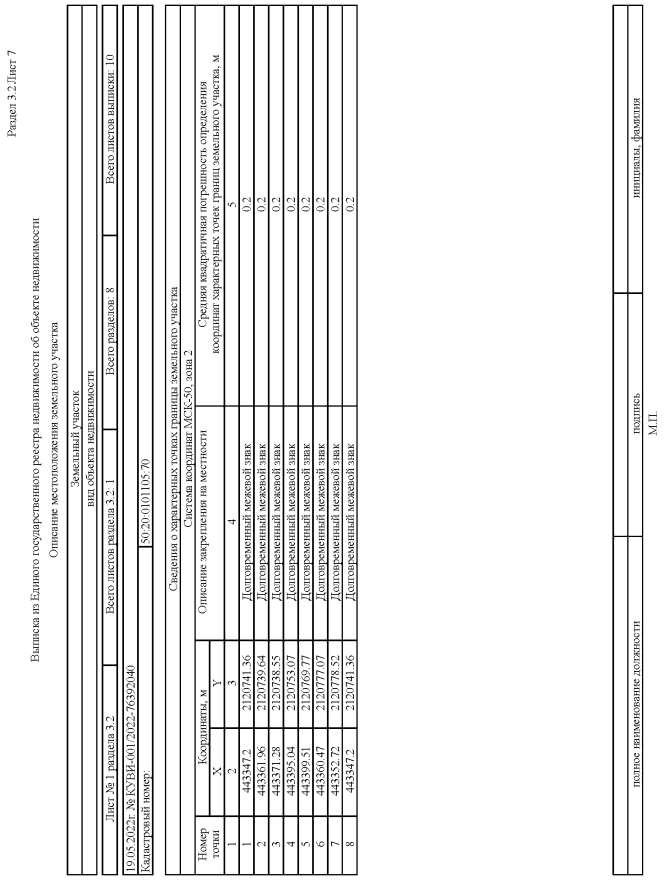 Раздел 3.2 Лист 7
Выписка из Единого государственного реестра недвижимости об объекте недвижимости
Описание местоположения земельного участка
Земельный участок
вид объекта недвижимости
Лист № 1 раздела 3.2 Всего листов раздела 3.2: 1 Всего разделов: 8 Всего листов выписки: 10
19.05.2022г. № КУВИ-001/2022-76392040
Кадастровый номер: 50:20:0101105:70
Сведения о характерных точках границы земельного участка
Система координат МСК-50, зона 2
Номер точки Координаты, м Описание закрепления на местности Средняя квадратичная погрешность определения
координат характерных точек границ земельного участка, м
X Y
1 2 3 4 5
1 443347.2 2120741.36 Долговременный межевой знак 0.2
2 443361.96 2120739.64 Долговременный межевой знак 0.2
3 443371.28 2120738.55 Долговременный межевой знак 0.2
4 443395.04 2120753.07 Долговременный межевой знак 0.2
5 443399.51 2120769.77 Долговременный межевой знак 0.2
6 443360.47 2120777.07 Долговременный межевой знак 0.2
7 443352.72 2120778.52 Долговременный межевой знак 0.2
8 443347.2 2120741.36 Долговременный межевой знак 0.2
полное наименование должности подпись инициалы, фамилия
М.П.